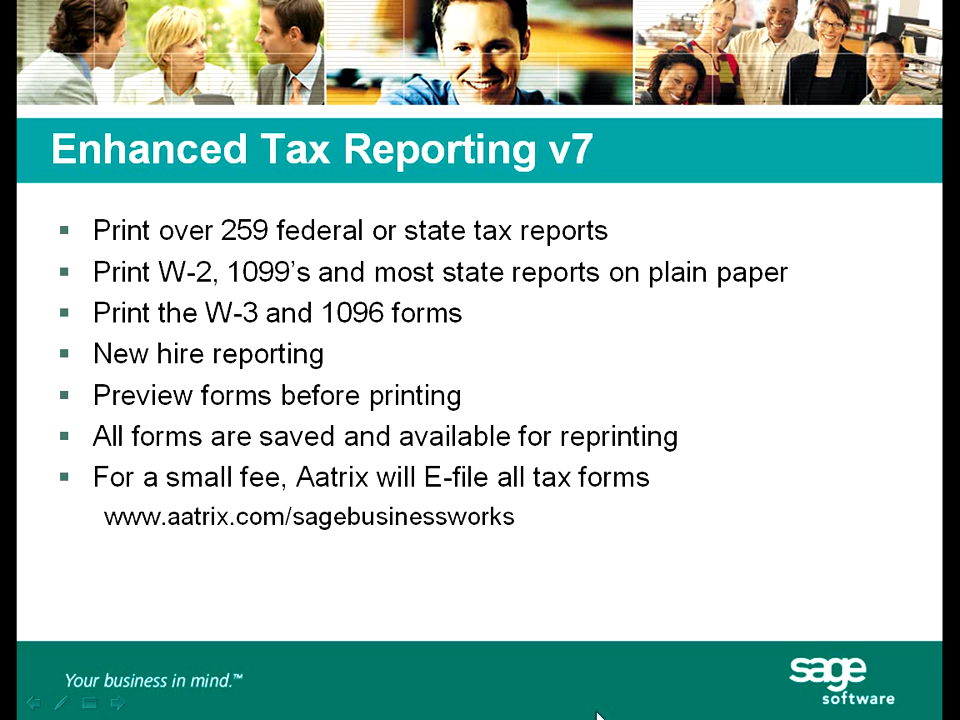 Enhanced Tax Reporting v7
Print over 259 federal or state tax reports
Print W-2, 1099's and most state reports on plain paper
Print the W-3 and 1096 forms
New hire reporting
Preview forms before printing
All forms are saved and available for reprinting
For a small fee, Aatrix will E-file all tax forms
www.aatrix.com/sagebusinessworks
Your business in mind.™
sage
software